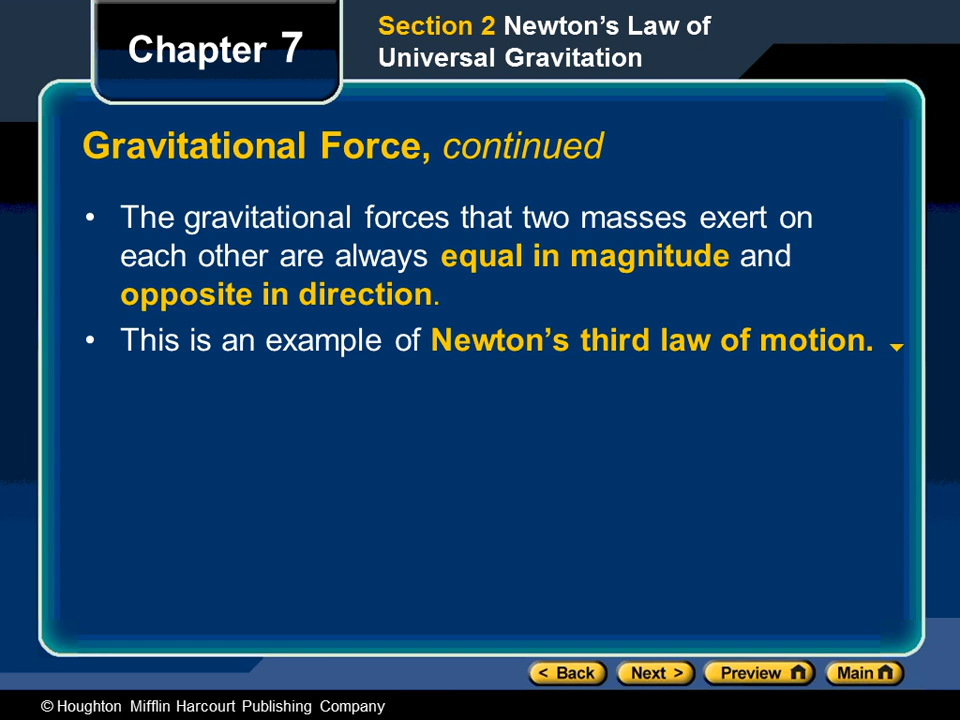 Chapter 7
Section 2 Newton’s Law of
Universal Gravitation
Gravitational Force, continued
• The gravitational forces that two masses exert on
each other are always equal in magnitude and
opposite in direction.
• This is an example of Newton’s third law of motion.
< Back
Next >
Preview
Main
© Houghton Mifflin Harcourt Publishing Company